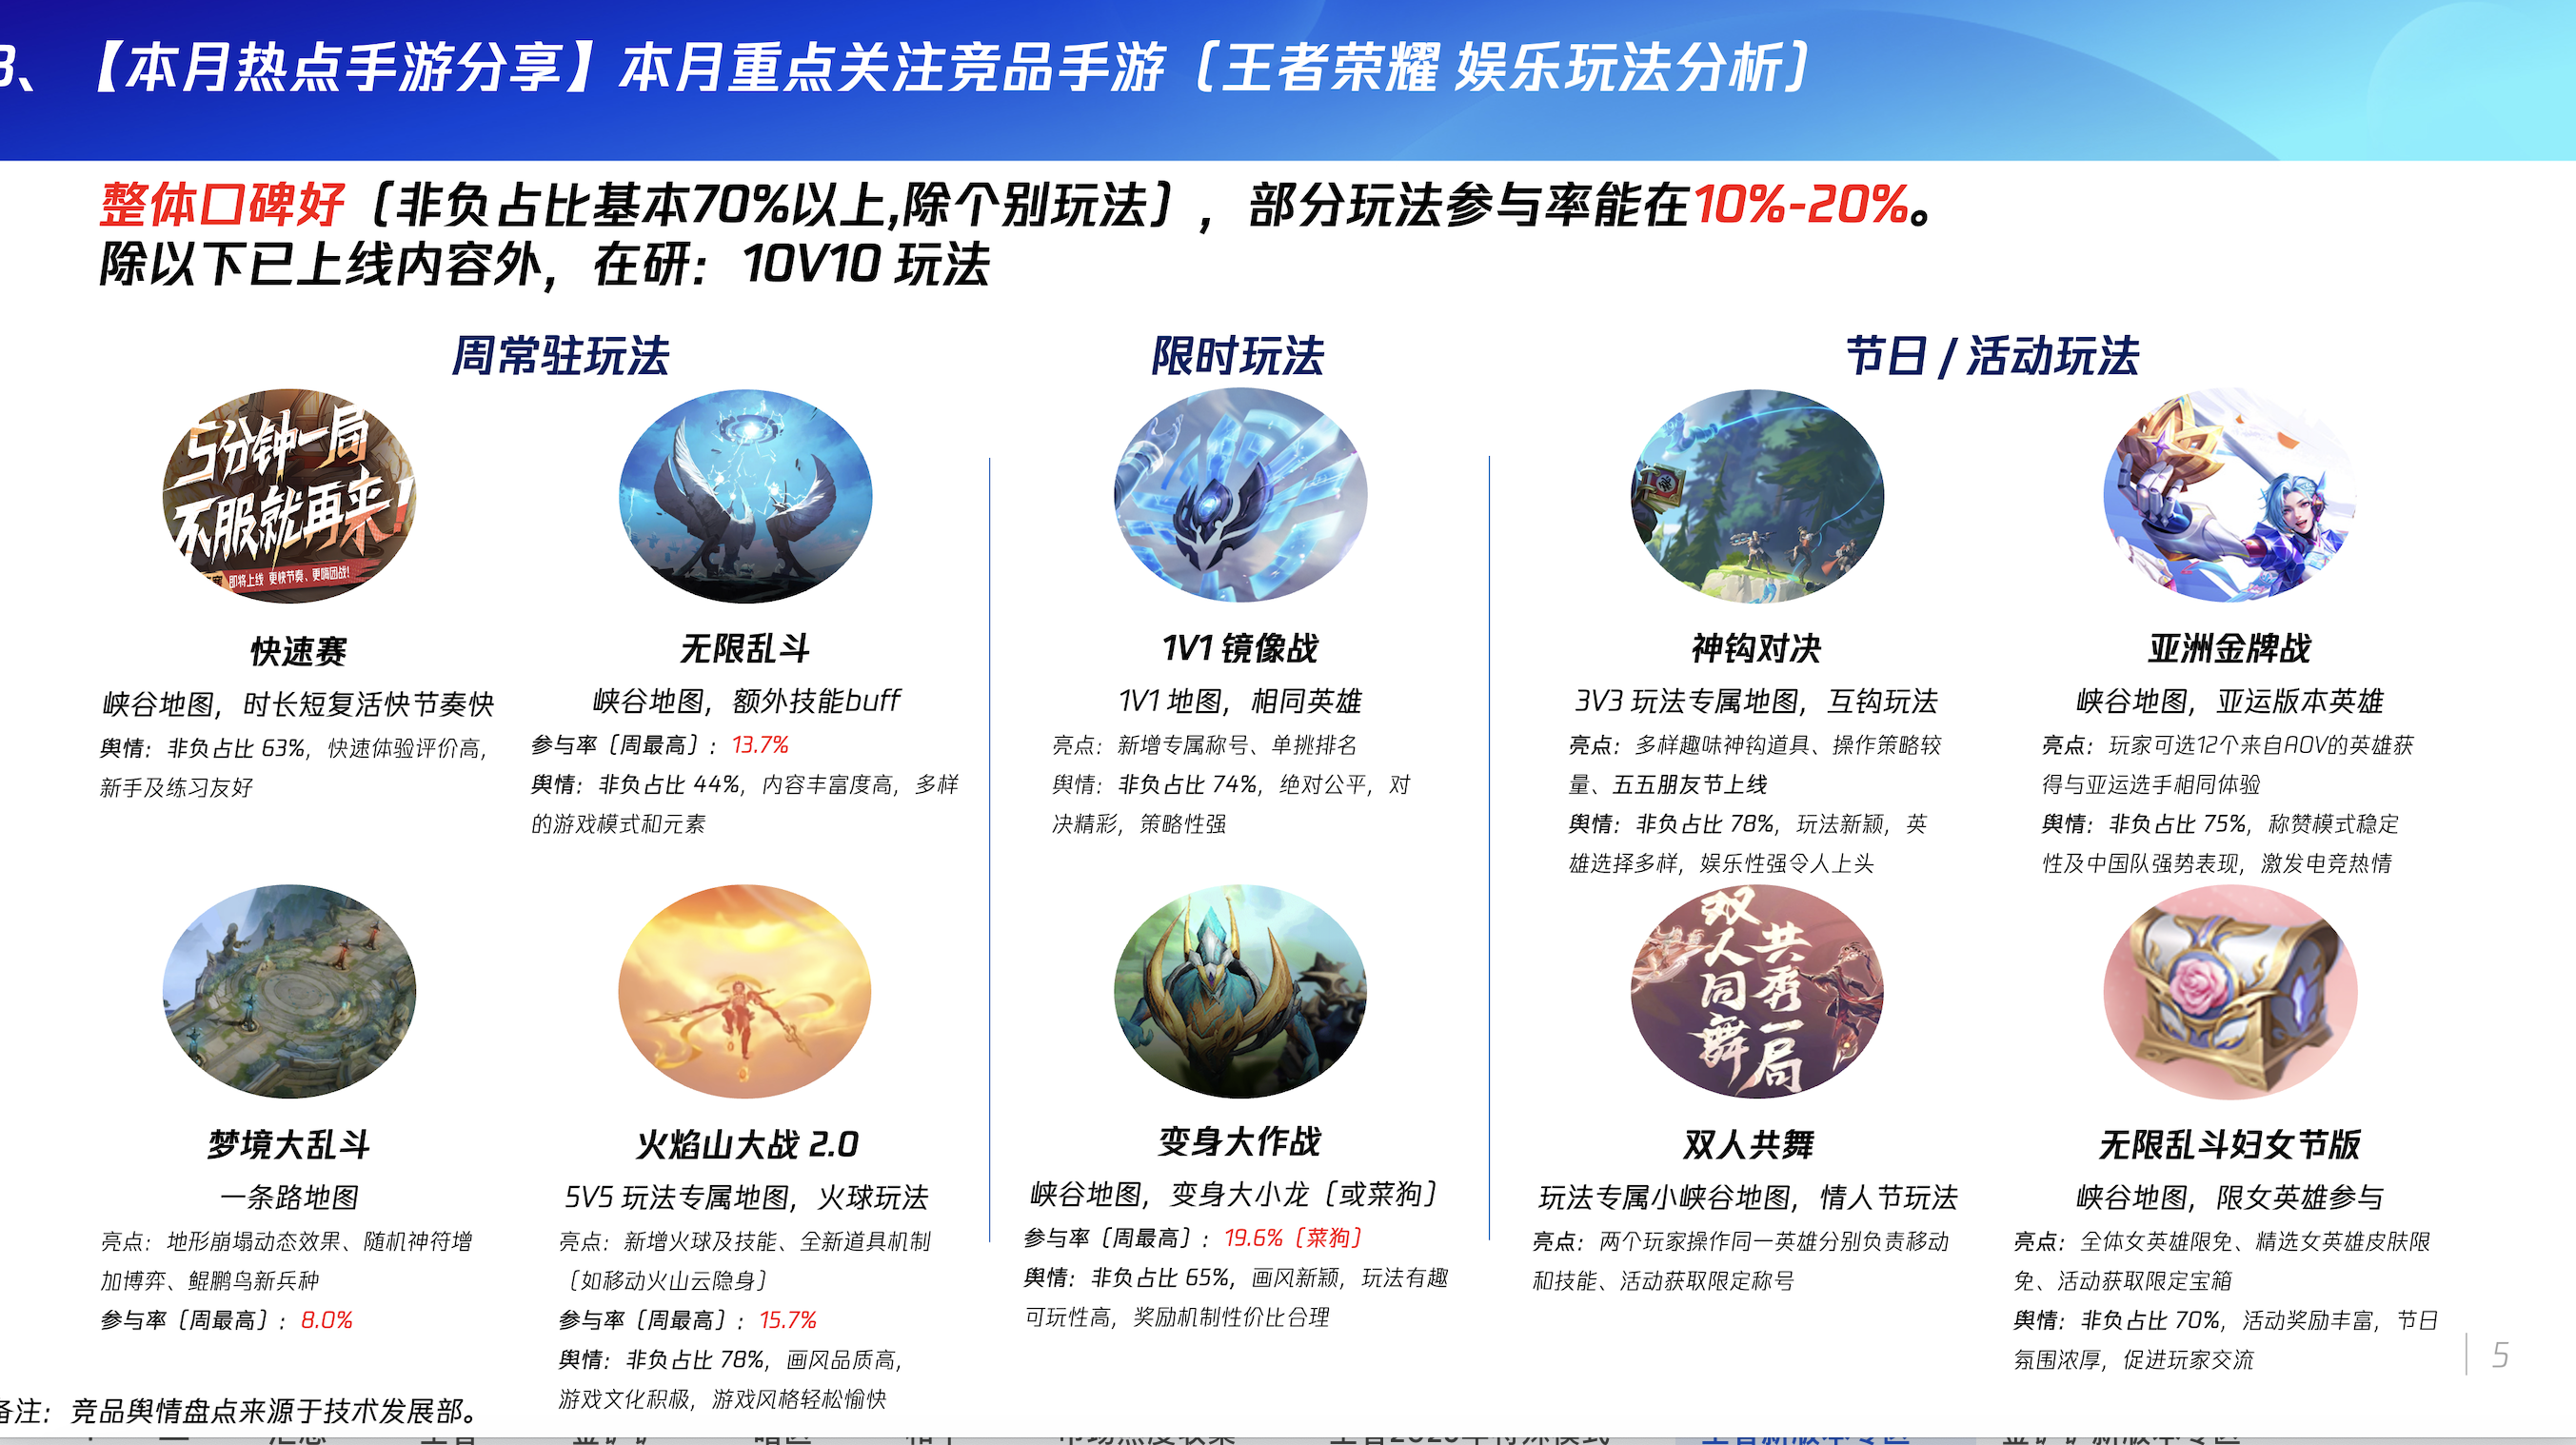 3、【本月热点手游分享】本月重点关注竞品手游（王者荣耀 娱乐玩法分析）
整体口碑好（非负占比基本70%以上,除个别玩法），部分玩法参与率能在10%-20%。
除以下已上线内容外，在研：10V10 玩法
周常驻玩法
5分钟一局
不服就再来！
即将上线 更快节奏、更嗨团战!
快速赛
峡谷地图，时长短复活快节奏快
舆情：非负占比 63%，快速体验评价高，
新手及练习友好
无限乱斗
峡谷地图，额外技能buff
参与率（周最高）：13.7%
舆情：非负占比 44%，内容丰富度高，多样
的游戏模式和元素
梦境大乱斗
一条路地图
亮点：地形崩塌动态效果、随机神符增
加博弈、鲲鹏鸟新兵种
参与率（周最高）：8.0%
火焰山大战 2.0
5V5 玩法专属地图，火球玩法
亮点：新增火球及技能、全新道具机制
（如移动火山云隐身）
参与率（周最高）：15.7%
舆情：非负占比 78%，画风品质高，
游戏文化积极，游戏风格轻松愉快
限时玩法
1V1 镜像战
1V1 地图，相同英雄
亮点：新增专属称号、单挑排名
舆情：非负占比 74%，绝对公平，对
决精彩，策略性强
变身大作战
峡谷地图，变身大小龙（或菜狗）
参与率（周最高）：19.6%（菜狗）
舆情：非负占比 65%，画风新颖，玩法有趣
可玩性高，奖励机制性价比合理
节日 / 活动玩法
神钩对决
3V3 玩法专属地图，互钩玩法
亮点：多样趣味神钩道具、操作策略较
量、五五朋友节上线
舆情：非负占比 78%，玩法新颖，英
雄选择多样，娱乐性强令人上头
亚洲金牌战
峡谷地图，亚运版本英雄
亮点：玩家可选12个来自AOV的英雄获
得与亚运选手相同体验
舆情：非负占比 75%，称赞模式稳定
性及中国队强势表现，激发电竞热情
双人同舞
共秀一局
双人共舞
玩法专属小峡谷地图，情人节玩法
亮点：两个玩家操作同一英雄分别负责移动
和技能、活动获取限定称号
无限乱斗妇女节版
峡谷地图，限女英雄参与
亮点：全体女英雄限免、精选女英雄皮肤限
免、活动获取限定宝箱
舆情：非负占比 70%，活动奖励丰富，节日
氛围浓厚，促进玩家交流
5
备注：竞品舆情盘点来源于技术发展部。